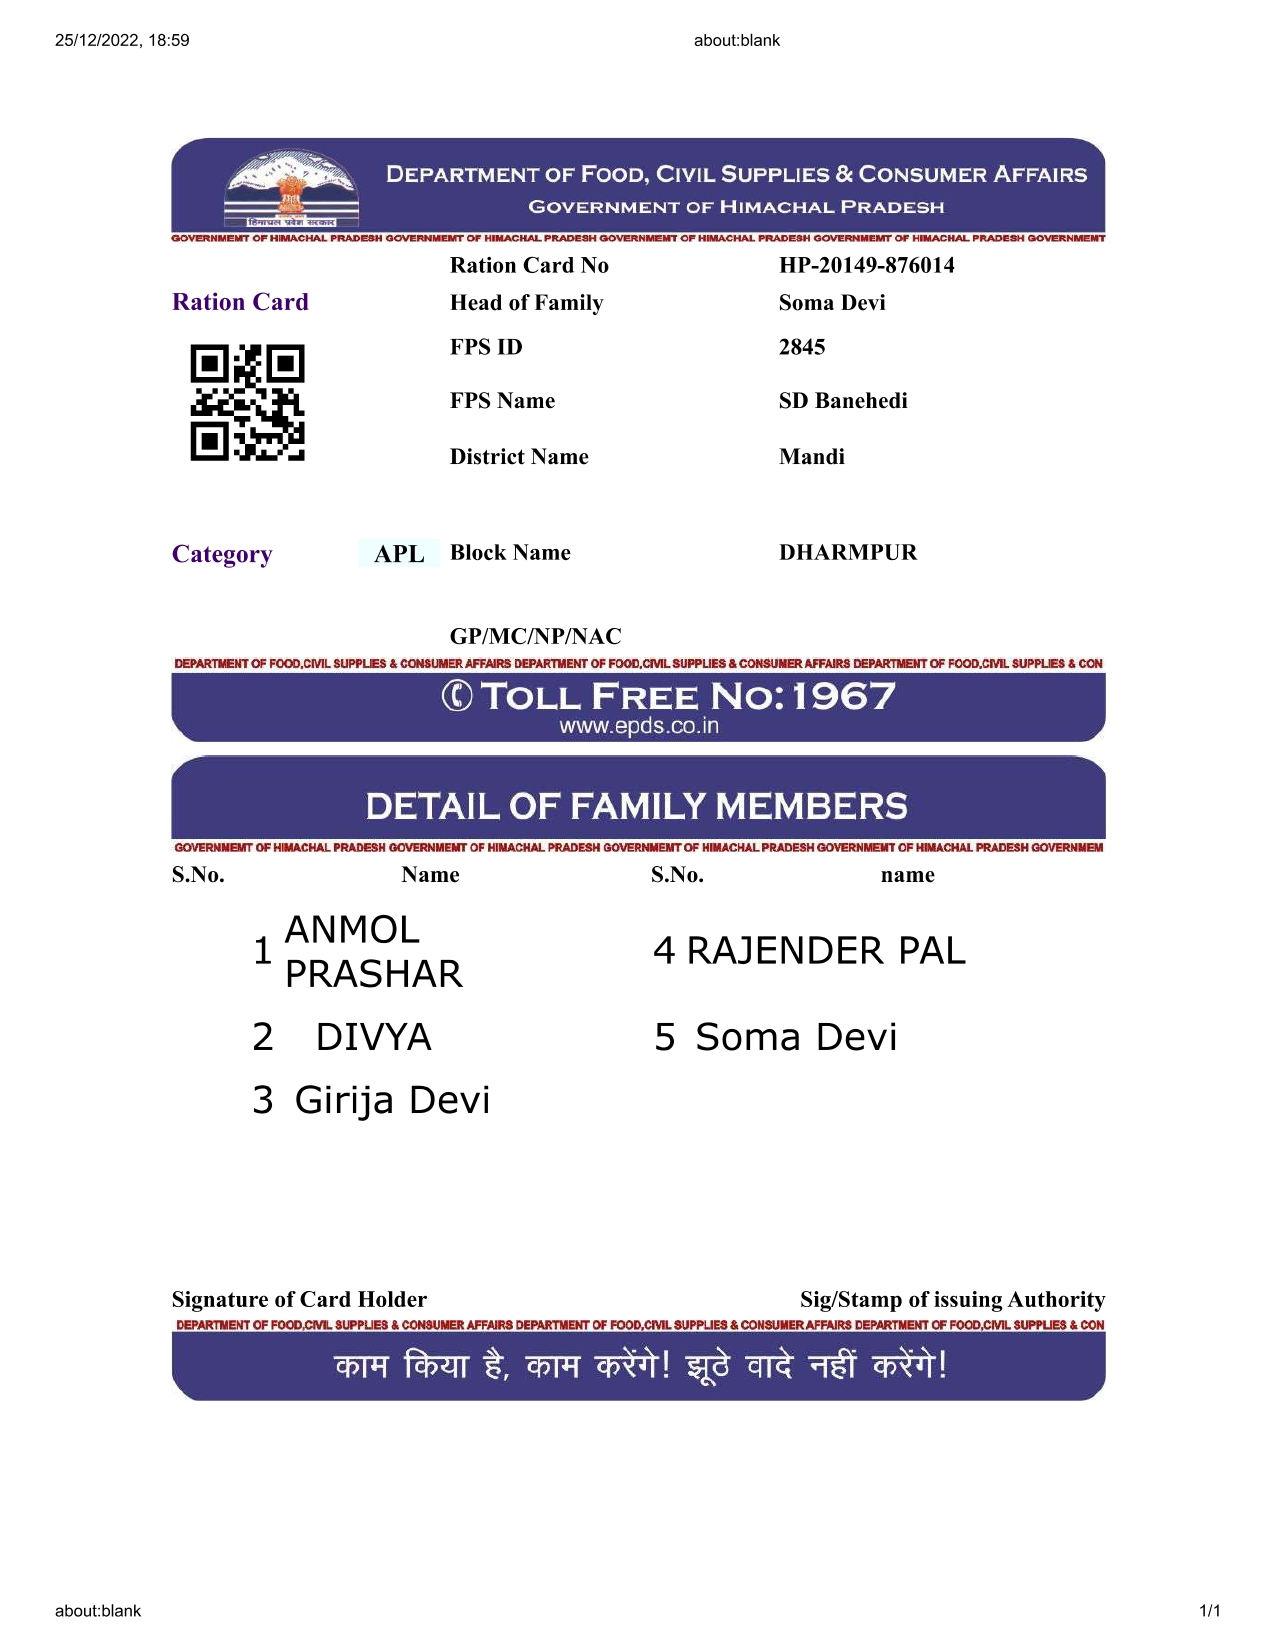 25/12/2022, 18:59 about:blank
DEPARTMENT OF FOOD, CIVIL SUPPLIES & CONSUMER AFFAIRS
GOVERNMENT OF HIMACHAL PRADESH
हिमाचल प्रदेश सरकार
GOVERNMEMT OF HIMACHAL PRADESH GOVERNMEMT OF HIMACHAL PRADESH GOVERNMEMT OF HIMACHAL PRADESH GOVERNMEMT OF HIMACHAL PRADESH GOVERNMEMT
Ration Card No HP-20149-876014
Ration Card Head of Family Soma Devi
FPS ID 2845
FPS Name SD Banehedi
District Name Mandi
Category APL Block Name DHARMPUR
GP/MC/NP/NAC
DEPARTMENT OF FOOD,CIVIL SUPPLIES & CONSUMER AFFAIRS DEPARTMENT OF FOOD,CIVIL SUPPLIES & CONSUMER AFFAIRS DEPARTMENT OF FOOD,CIVIL SUPPLIES & CON
TOLL FREE NO:1967
www.epds.co.in
DETAIL OF FAMILY MEMBERS
GOVERNMEMT OF HIMACHAL PRADESH GOVERNMEMT OF HIMACHAL PRADESH GOVERNMEMT OF HIMACHAL PRADESH GOVERNMEMT OF HIMACHAL PRADESH GOVERNMEM
S.No. Name S.No. name
1 ANMOL PRASHAR 4 RAJENDER PAL
2 DIVYA 5 Soma Devi
3 Girija Devi
Signature of Card Holder Sig/Stamp of issuing Authority
DEPARTMENT OF FOOD,CIVIL SUPPLIES & CONSUMER AFFAIRS DEPARTMENT OF FOOD,CIVIL SUPPLIES & CONSUMER AFFAIRS DEPARTMENT OF FOOD,CIVIL SUPPLIES & CON
काम किया है, काम करेंगे! झूठे वादे नहीं करेंगे!
about:blank 1/1